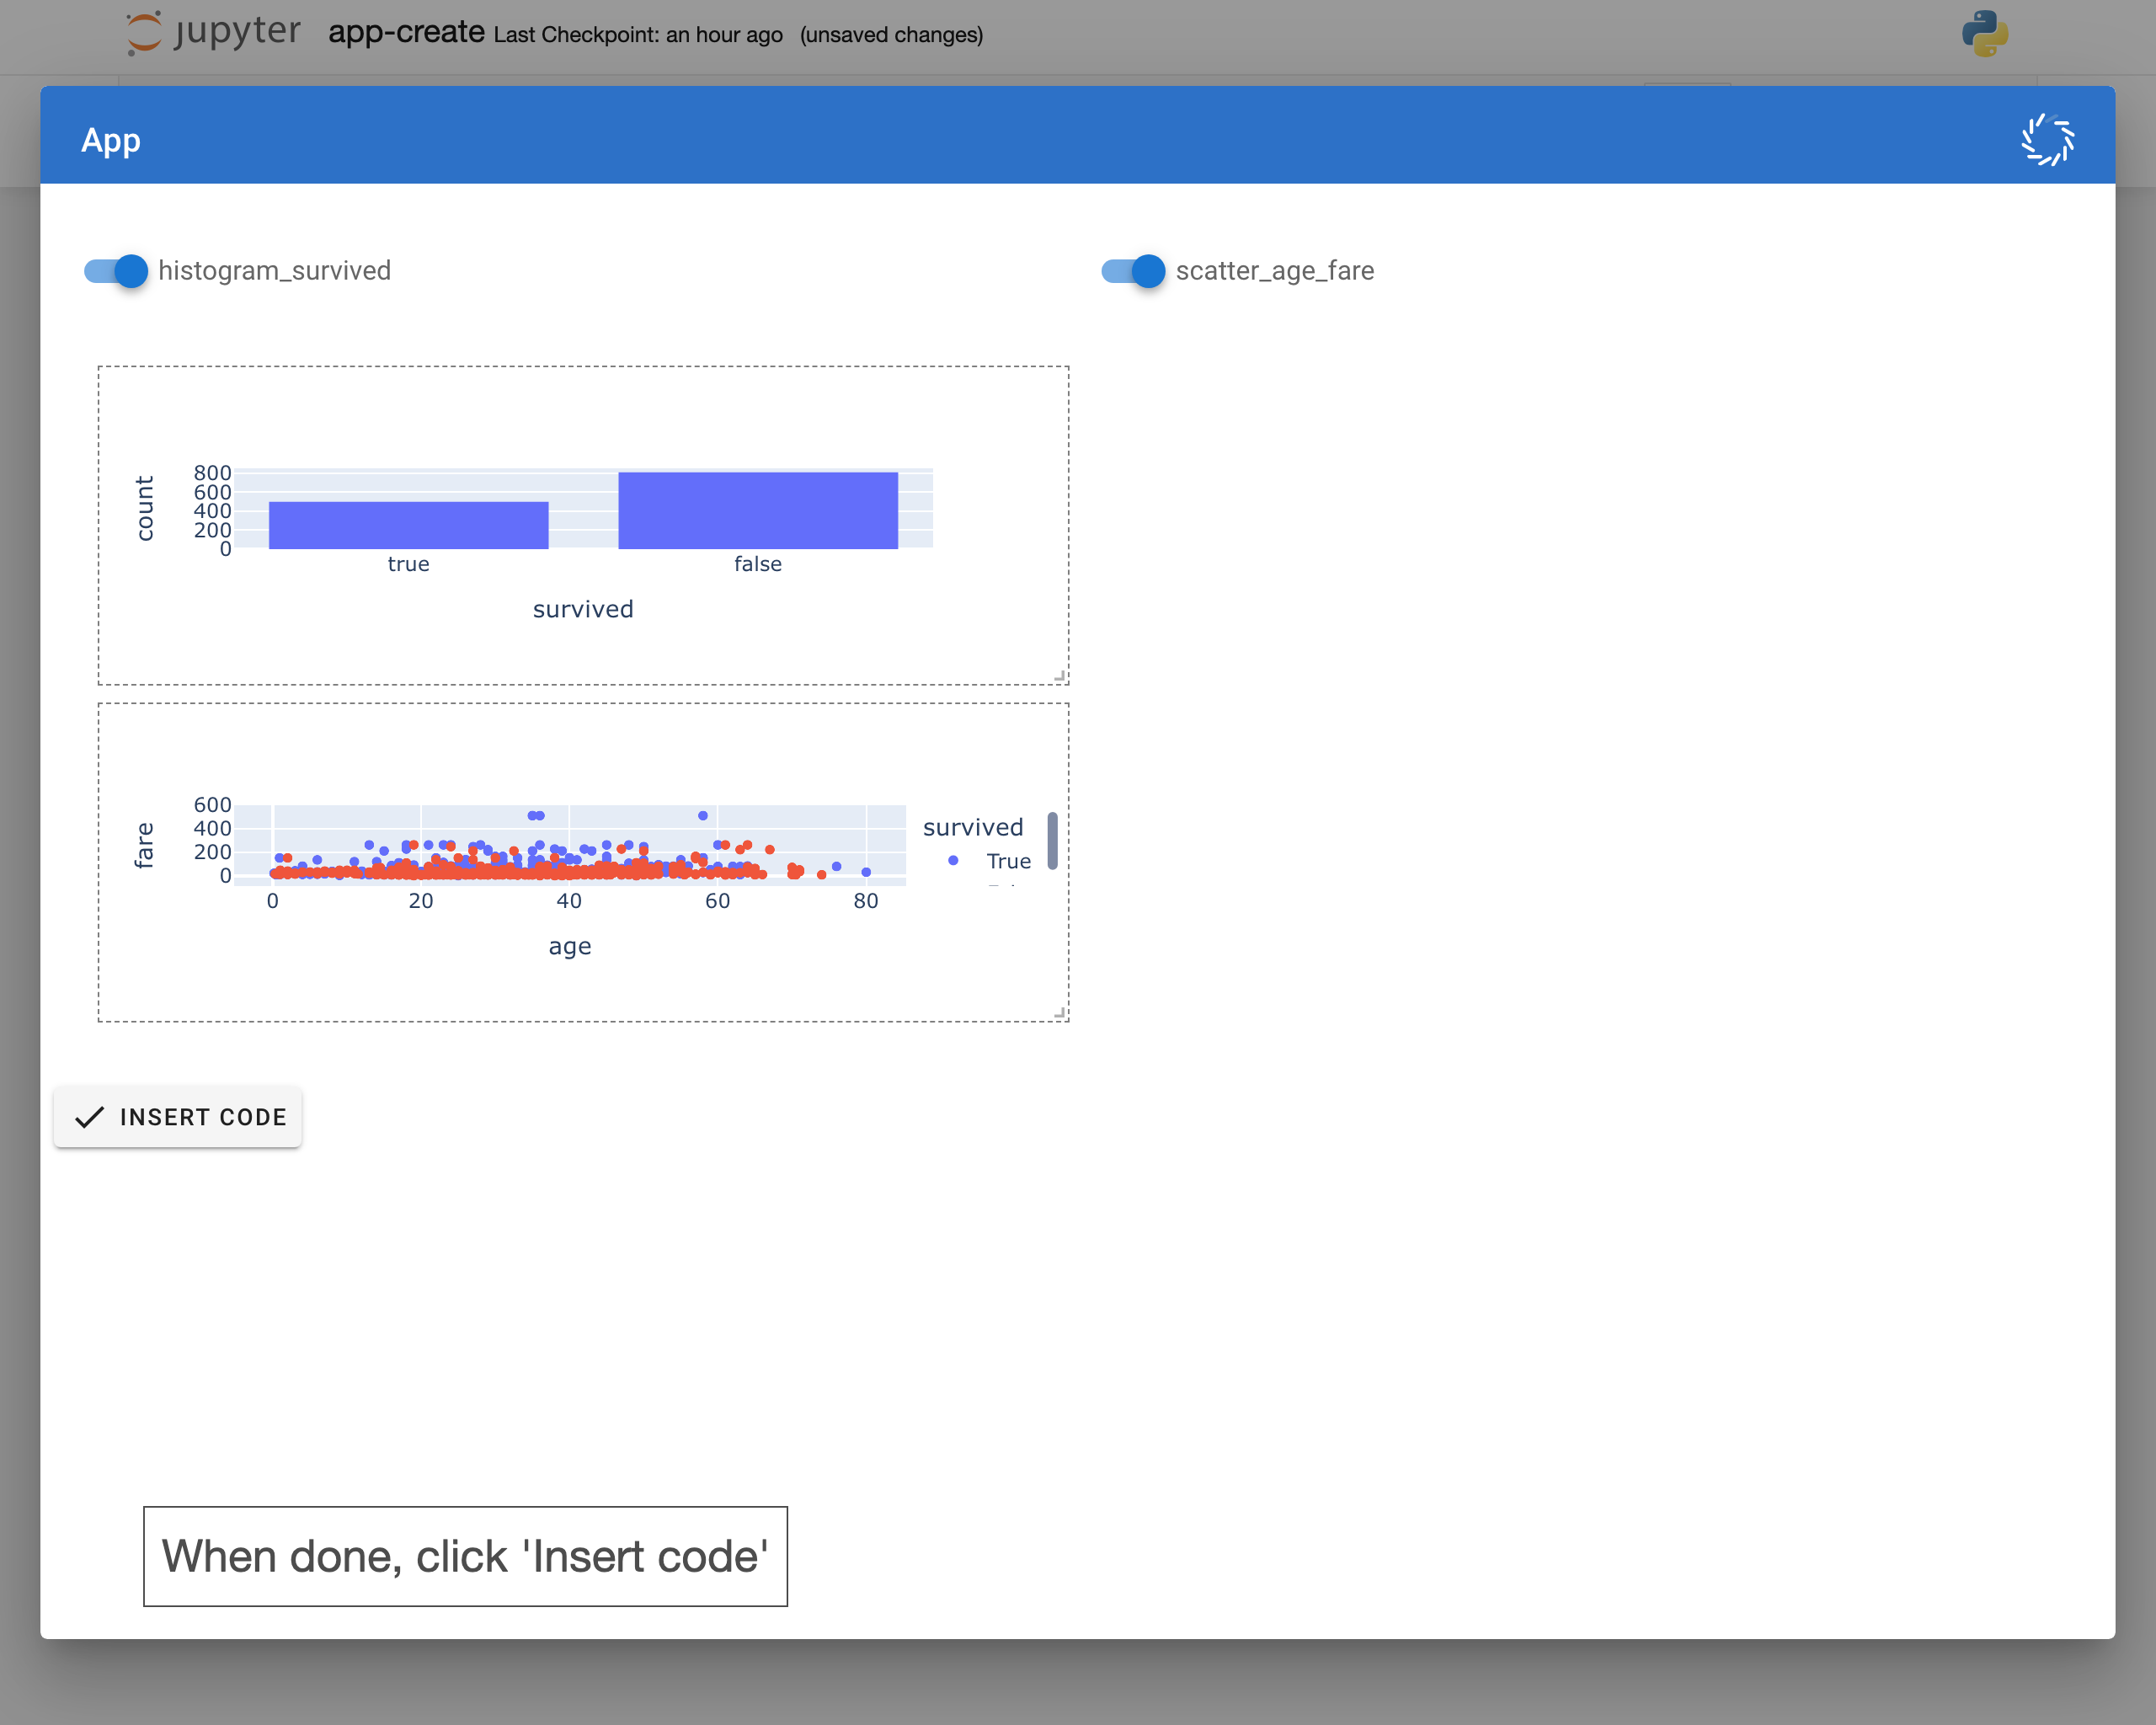 jupyter app-create Last Checkpoint: an hour ago (unsaved changes)
App
histogram_survived
scatter_age_fare
count
800
600
400
200
0
true false
survived
fare
600
400
200
0
0 20 40 60 80
age
survived
True
INSERT CODE
When done, click 'Insert code'